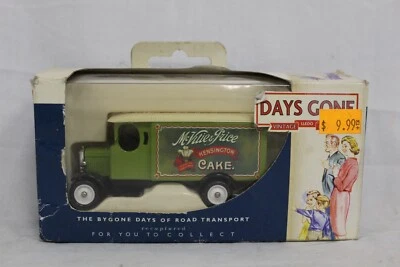 DAYS GONE
VINTAGE
$ 9.99
McVitie & Price
KENSINGTON
CAKE.
THE BYGONE DAYS OF ROAD TRANSPORT
recaptured
FOR YOU TO COLLECT